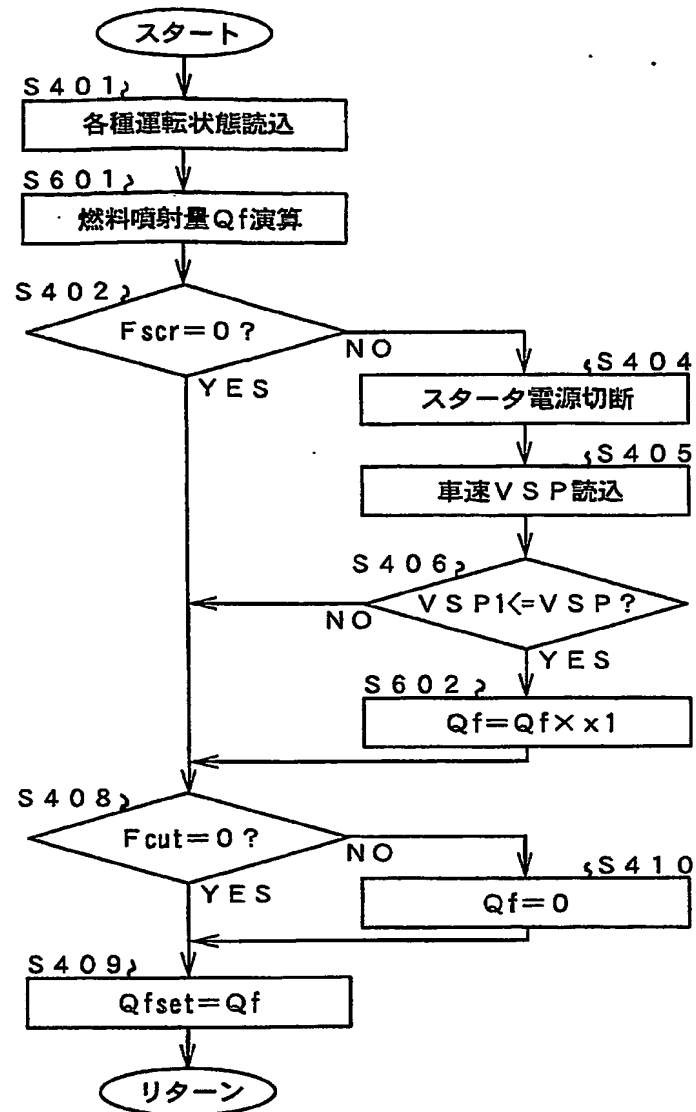 スタート
S401
各種運転状態読込
S601
燃料噴射量Qf演算
S402
Fscr=0?
NO
YES
S404
スタータ電源切断
S405
車速VSP読込
S406
VSP1<=VSP?
NO
YES
S602
Qf=Qf×x1
S408
Fcut=0?
NO
YES
S410
Qf=0
S409
Qfset=Qf
リターン